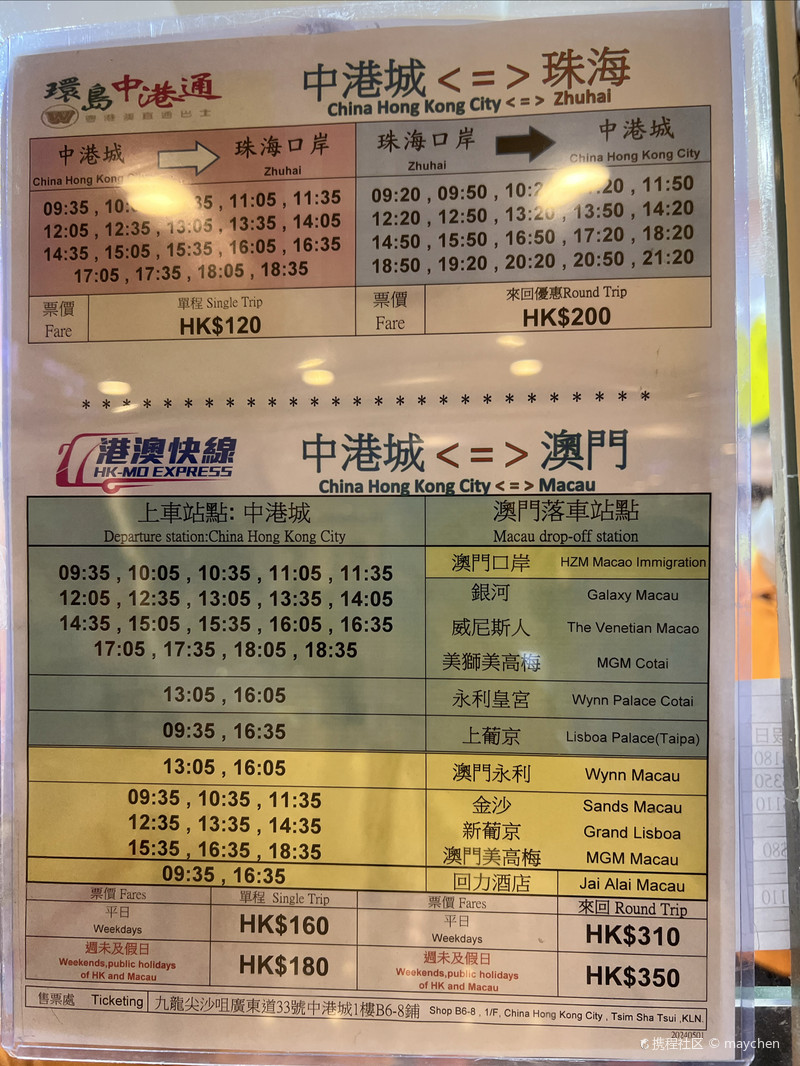 環島中港通
粵港澳直通巴士
中港城 <=> 珠海
China Hong Kong City <=> Zhuhai
中港城 珠海口岸
China Hong Kong Zhuhai
珠海口岸 中港城
Zhuhai China Hong Kong City
09:35 , 10: 35 , 11:05 , 11:35
12:05 , 12:35 , 13:05 , 13:35 , 14:05
14:35 , 15:05 , 15:35 , 16:05 , 16:35
17:05 , 17:35 , 18:05 , 18:35
09:20 , 09:50 , 10:2 :20 , 11:50
12:20 , 12:50 , 13:20 , 13:50 , 14:20
14:50 , 15:50 , 16:50 , 17:20 , 18:20
18:50 , 19:20 , 20:20 , 20:50 , 21:20
票價 Fare
單程 Single Trip
HK$120
票價 Fare
來回優惠Round Trip
HK$200
* * * * * * * * * * * * * * * * * * * * * * * * * * *
港澳快線
HK-MO EXPRESS
中港城 <=> 澳門
China Hong Kong City <=> Macau
上車站點: 中港城
Departure station:China Hong Kong City
澳門落車站點
Macau drop-off station
09:35 , 10:05 , 10:35 , 11:05 , 11:35
12:05 , 12:35 , 13:05 , 13:35 , 14:05
14:35 , 15:05 , 15:35 , 16:05 , 16:35
17:05 , 17:35 , 18:05 , 18:35
澳門口岸 HZM Macao Immigration
銀河 Galaxy Macau
威尼斯人 The Venetian Macao
美獅美高梅 MGM Cotai
13:05 , 16:05 永利皇宮 Wynn Palace Cotai
09:35 , 16:35 上葡京 Lisboa Palace(Taipa)
13:05 , 16:05 澳門永利 Wynn Macau
09:35 , 10:35 , 11:35 金沙 Sands Macau
12:35 , 13:35 , 14:35 新葡京 Grand Lisboa
15:35 , 16:35 , 18:35 澳門美高梅 MGM Macau
09:35 , 16:35 回力酒店 Jai Alai Macau
票價 Fares 單程 Single Trip 票價 Fares 來回 Round Trip
平日 Weekdays HK$160 平日 Weekdays HK$310
週末及假日 週末及假日
Weekends,public holidays of HK and Macau HK$180 Weekends,public holidays of HK and Macau HK$350
售票處 Ticketing 九龍尖沙咀廣東道33號中港城1樓B6-8鋪 Shop B6-8 , 1/F, China Hong Kong City , Tsim Sha Tsui ,KLN.
20240501
携程社区 © maychen